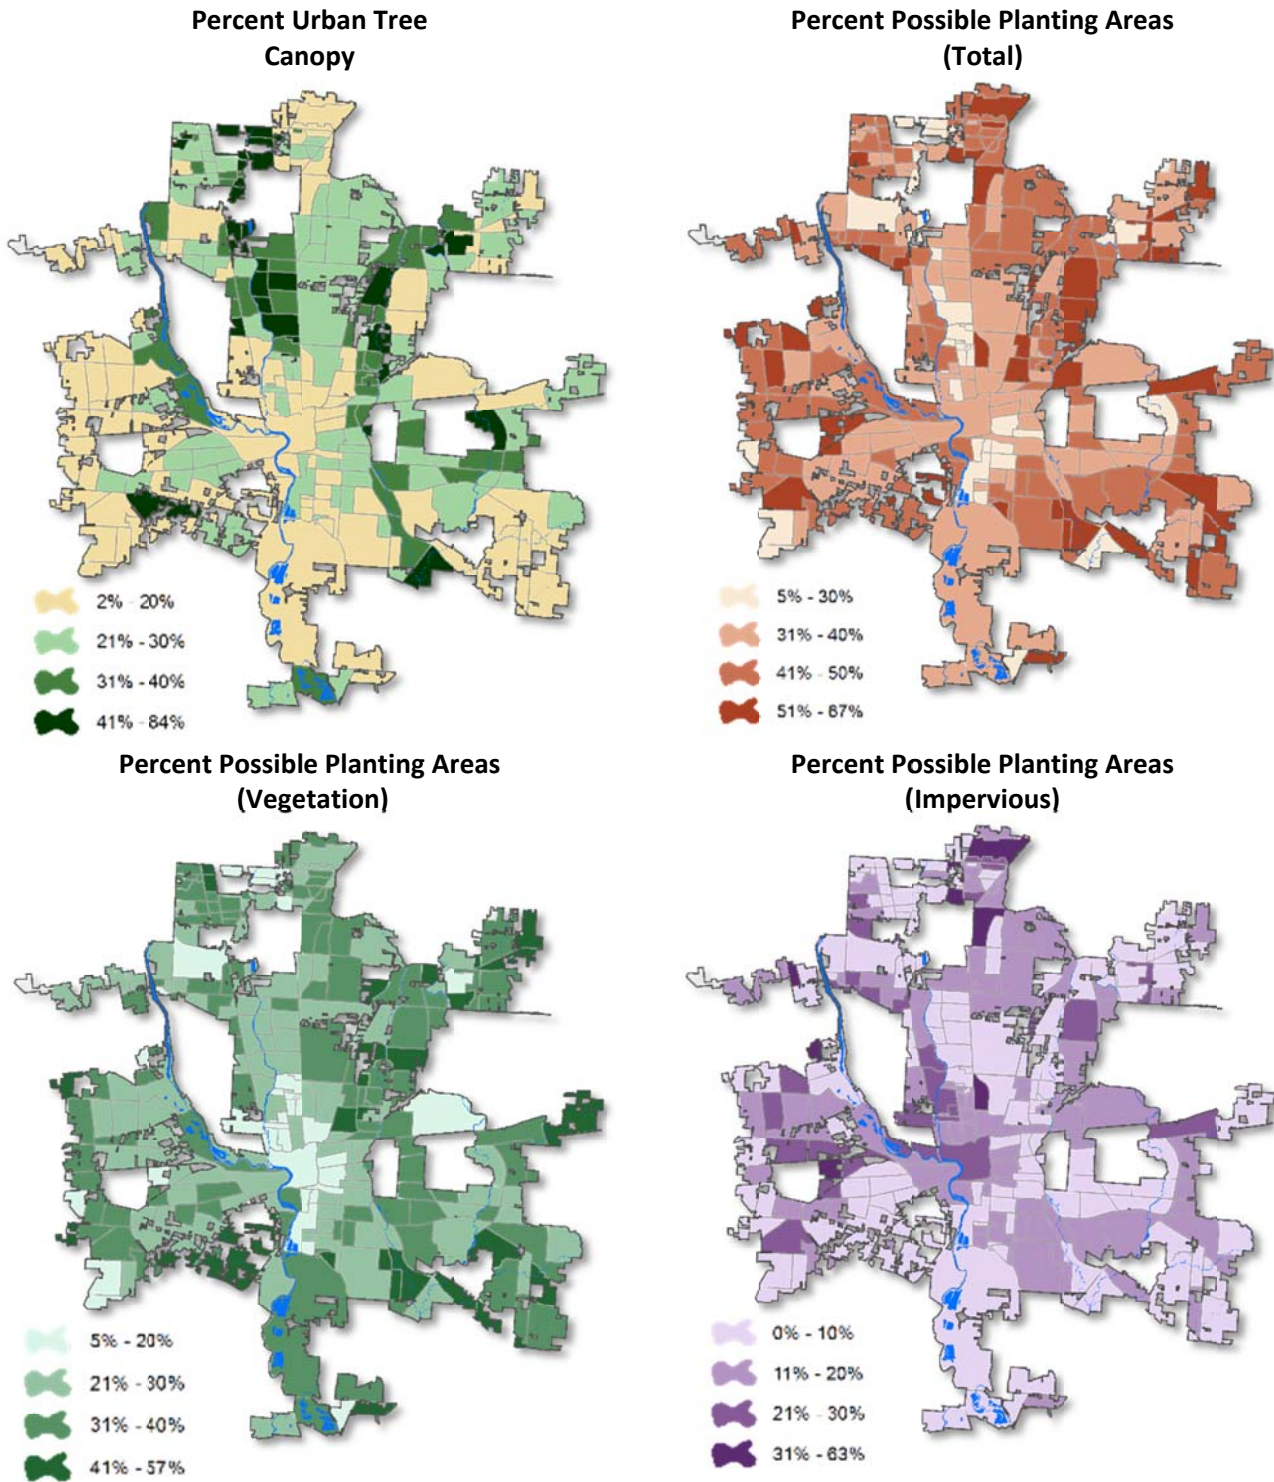 Percent Urban Tree
Canopy
Percent Possible Planting Areas
(Total)
2% - 20%
21% - 30%
31% - 40%
41% - 84%
5% - 30%
31% - 40%
41% - 50%
51% - 67%
Percent Possible Planting Areas
(Vegetation)
Percent Possible Planting Areas
(Impervious)
5% - 20%
21% - 30%
31% - 40%
41% - 57%
0% - 10%
11% - 20%
21% - 30%
31% - 63%